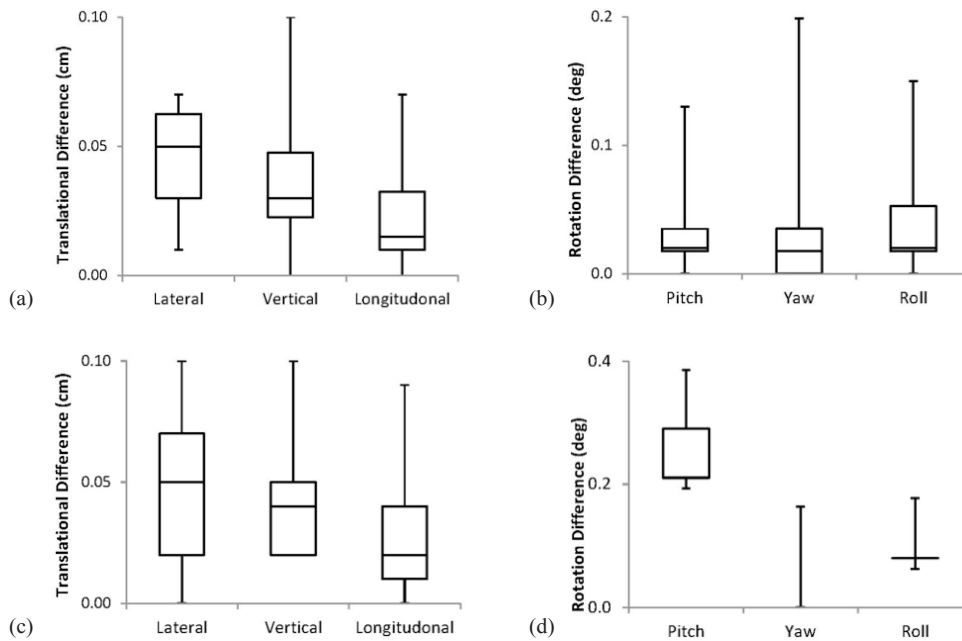 Translational Difference (cm)
0.10
0.05
0.00
Lateral Vertical Longitudonal
(a)
Rotation Difference (deg)
0.2
0.1
0.0
Pitch Yaw Roll
(b)
Translational Difference (cm)
0.10
0.05
0.00
Lateral Vertical Longitudonal
(c)
Rotation Difference (deg)
0.4
0.2
0.0
Pitch Yaw Roll
(d)